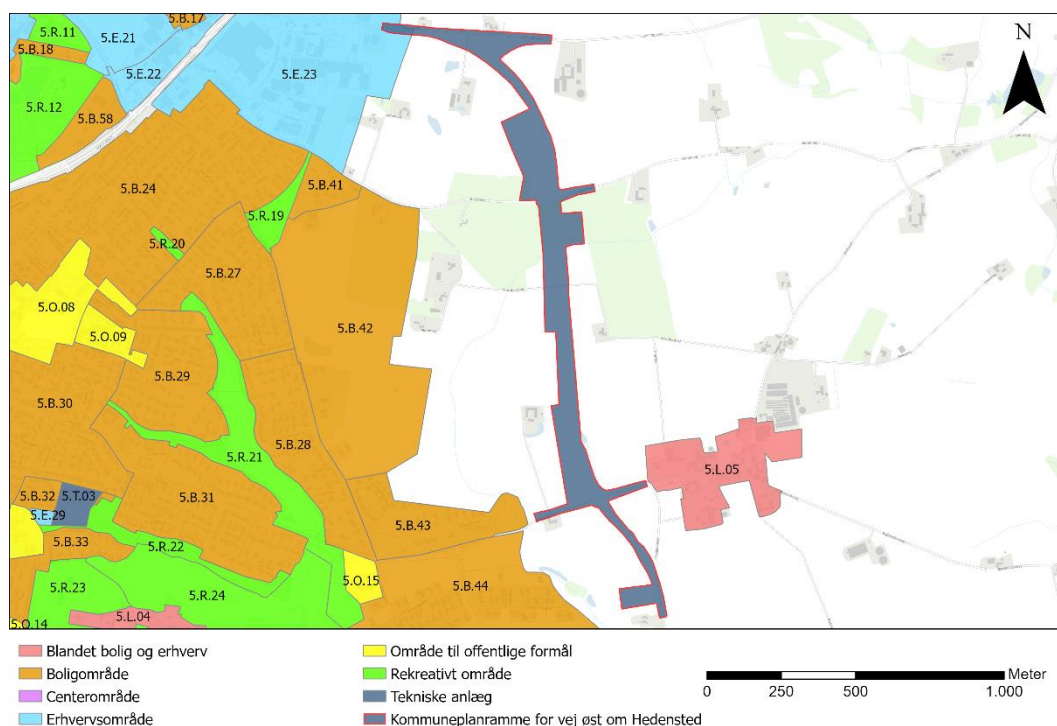 5.B.17
5.R.11
5.E.21
5.B.18
5.E.22
5.E.23
N
5.R.12
5.B.58
5.B.24
5.B.41
5.R.19
5.R.20
5.B.27
5.O.08
5.O.09
5.B.42
5.B.29
5.B.30
5.B.28
5.R.21
5.L.05
5.B.32
5.T.03
5.B.31
5.E.29
5.B.33
5.B.43
5.R.22
5.R.23
5.R.24
5.O.15
5.B.44
5.L.04
5.O.14
Blandet bolig og erhverv
Boligområde
Centerområde
Erhvervsområde
Område til offentlige formål
Rekreativt område
Tekniske anlæg
Kommuneplanramme for vej øst om Hedensted
Meter
0 250 500 1.000